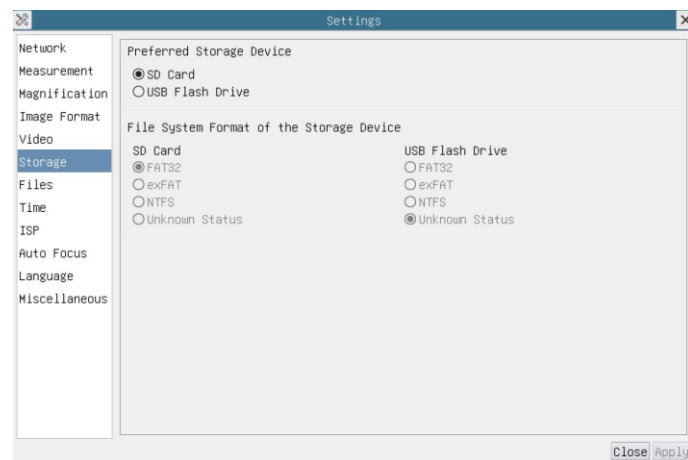 Settings
Network
Measurement
Magnification
Image Format
Video
Storage
Files
Time
ISP
Auto Focus
Language
Miscellaneous
Preferred Storage Device
SD Card
USB Flash Drive
File System Format of the Storage Device
SD Card
FAT32
exFAT
NTFS
Unknown Status
USB Flash Drive
FAT32
exFAT
NTFS
Unknown Status
Close
Apply